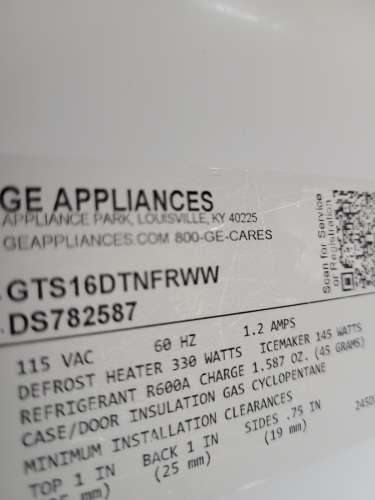 GE APPLIANCES
APPLIANCE PARK, LOUISVILLE, KY 40225
GEAPPLIANCES.COM 800-GE-CARES
Scan for Service
or Registration
GTS16DTNFRWW
DS782587
115 VAC 60 HZ 1.2 AMPS
DEFROST HEATER 330 WATTS ICEMAKER 145 WATTS
REFRIGERANT R600A CHARGE 1.587 OZ. (45 GRAMS)
CASE/DOOR INSULATION GAS CYCLOPENTANE
MINIMUM INSTALLATION CLEARANCES
TOP 1 IN BACK 1 IN SIDES .75 IN
mm) (25 mm) (19 mm)